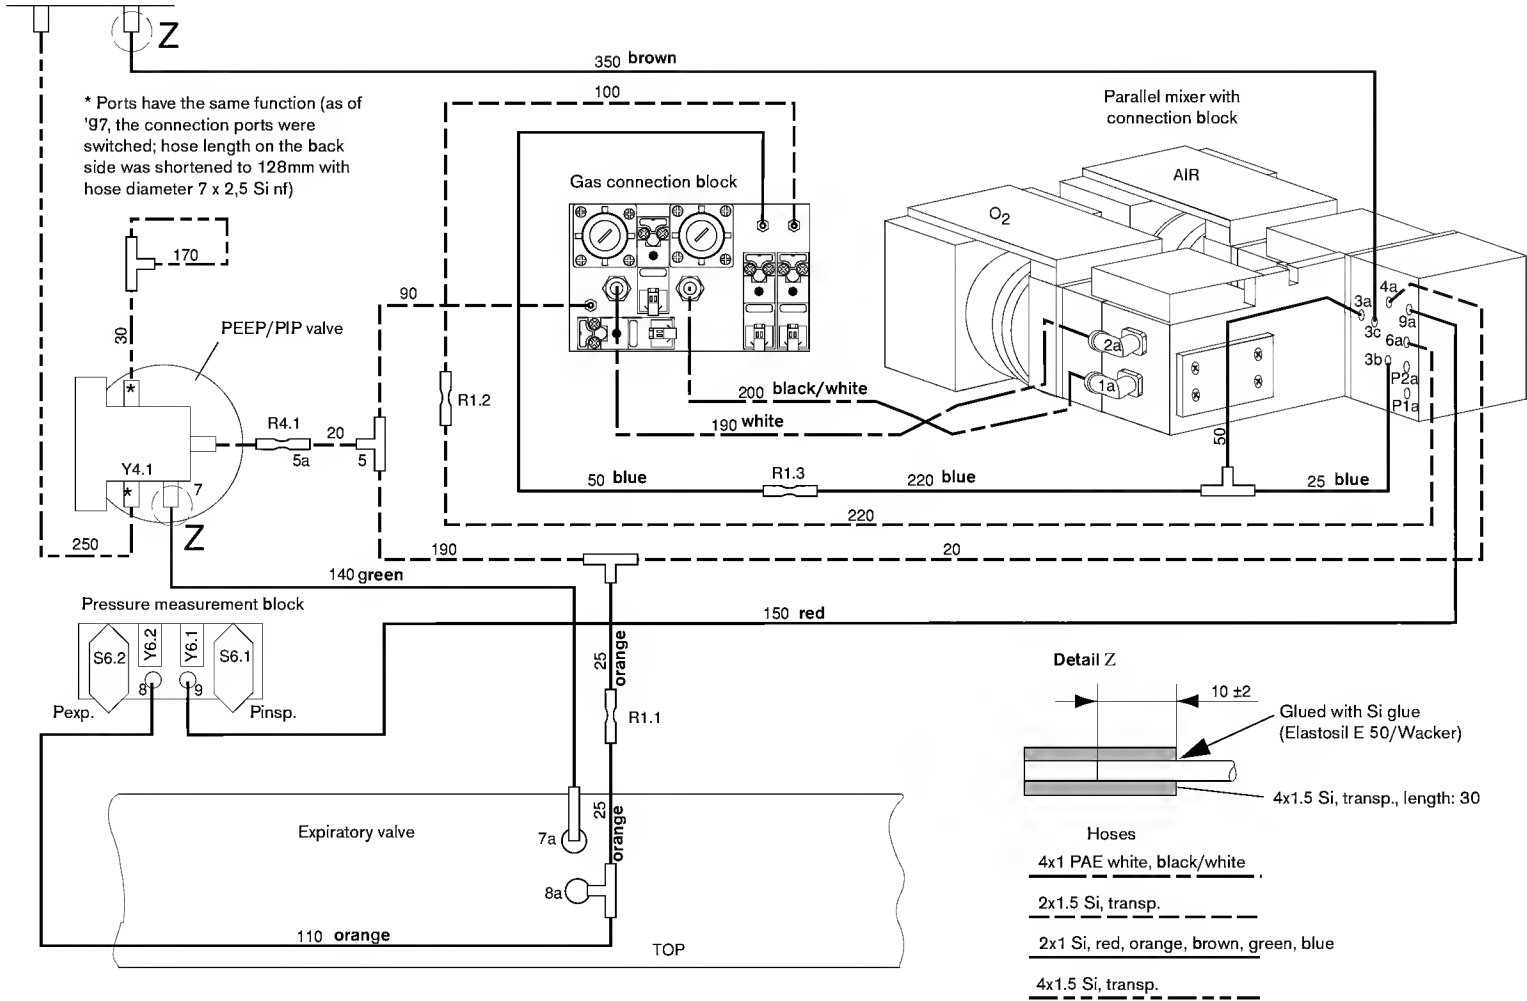 Z
350 brown
* Ports have the same function (as of
'97, the connection ports were
switched; hose length on the back
side was shortened to 128mm with
hose diameter 7 x 2,5 Si nf)
100
Parallel mixer with
connection block
Gas connection block
AIR
O2
170
90
30
PEEP/PIP valve
4a
3a
9a
3c
6a
3b
P2a
P1a
2a
1a
*
R1.2
200 black/white
190 white
R4.1
20
5a
5
50
Y4.1
*
7
Z
R1.3
50 blue
220 blue
25 blue
220
250
190
20
140 green
Pressure measurement block
150 red
S6.2
Y6.2
Y6.1
S6.1
8
9
Pexp.
Pinsp.
25
orange
R1.1
Detail Z
10 ±2
Glued with Si glue
(Elastosil E 50/Wacker)
4x1.5 Si, transp., length: 30
Expiratory valve
7a
25
orange
8a
110 orange
TOP
Hoses
4x1 PAE white, black/white
2x1.5 Si, transp.
2x1 Si, red, orange, brown, green, blue
4x1.5 Si, transp.